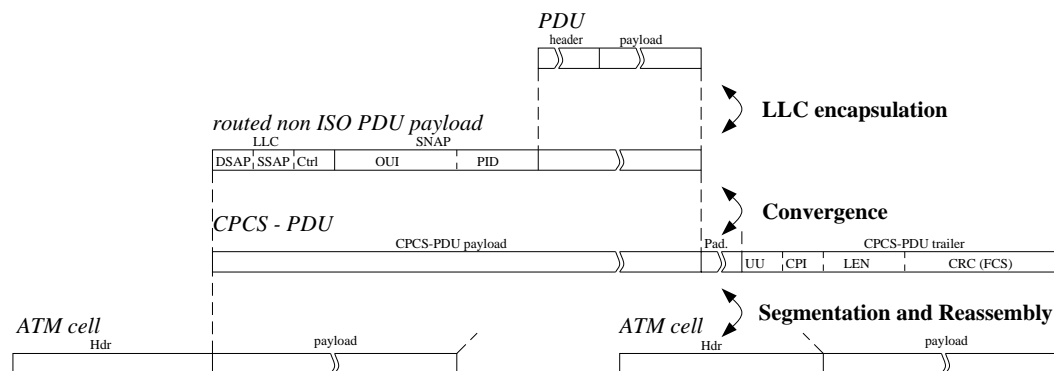 PDU
header payload
LLC encapsulation
routed non ISO PDU payload
LLC SNAP
DSAP SSAP Ctrl OUI PID
Convergence
CPCS - PDU
CPCS-PDU payload Pad. CPCS-PDU trailer
UU CPI LEN CRC (FCS)
Segmentation and Reassembly
ATM cell ATM cell
Hdr payload Hdr payload